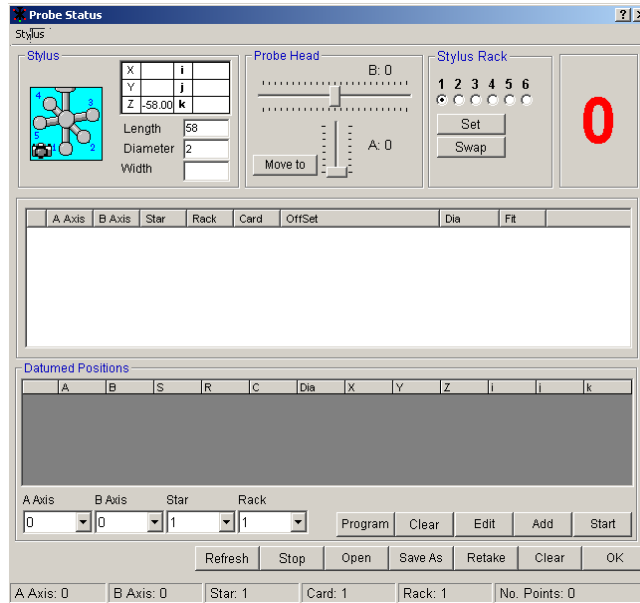 Probe Status
Stylus
Stylus
X i
Y j
Z -58.00 k
Length 58
Diameter 2
Width
4 3 5 1 2
Probe Head
B: 0
A: 0
Move to
Stylus Rack
1 2 3 4 5 6
Set
Swap
0
A Axis B Axis Star Rack Card OffSet Dia Fit
Datumed Positions
A B S R C Dia X Y Z i j k
A Axis B Axis Star Rack
0 0 1 1
Program Clear Edit Add Start
Refresh Stop Open Save As Retake Clear OK
A Axis: 0 B Axis: 0 Star: 1 Card: 1 Rack: 1 No. Points: 0